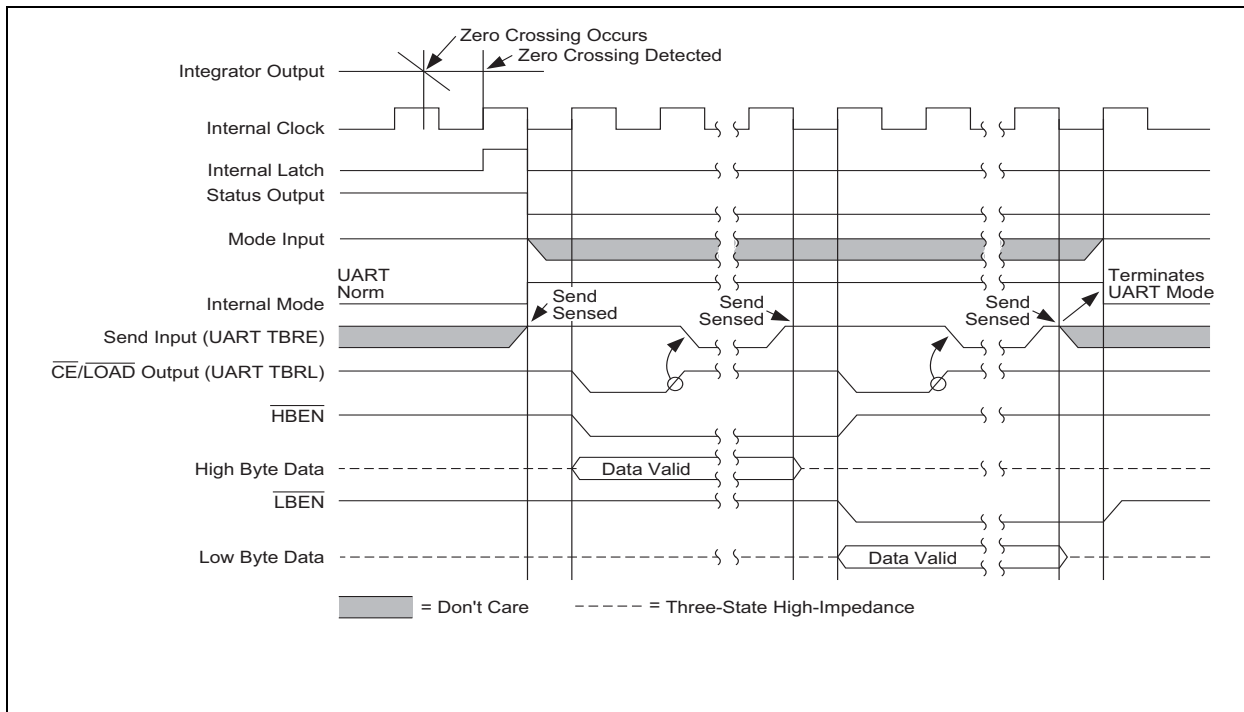 Zero Crossing Occurs
Zero Crossing Detected
Integrator Output
Internal Clock
Internal Latch
Status Output
Mode Input
UART
Norm
Internal Mode
Send
Sensed
Send
Sensed
Send
Sensed
Terminates
UART Mode
Send Input (UART TBRE)
CE/LOAD Output (UART TBRL)
HBEN
High Byte Data
Data Valid
LBEN
Low Byte Data
Data Valid
= Don't Care
= Three-State High-Impedance